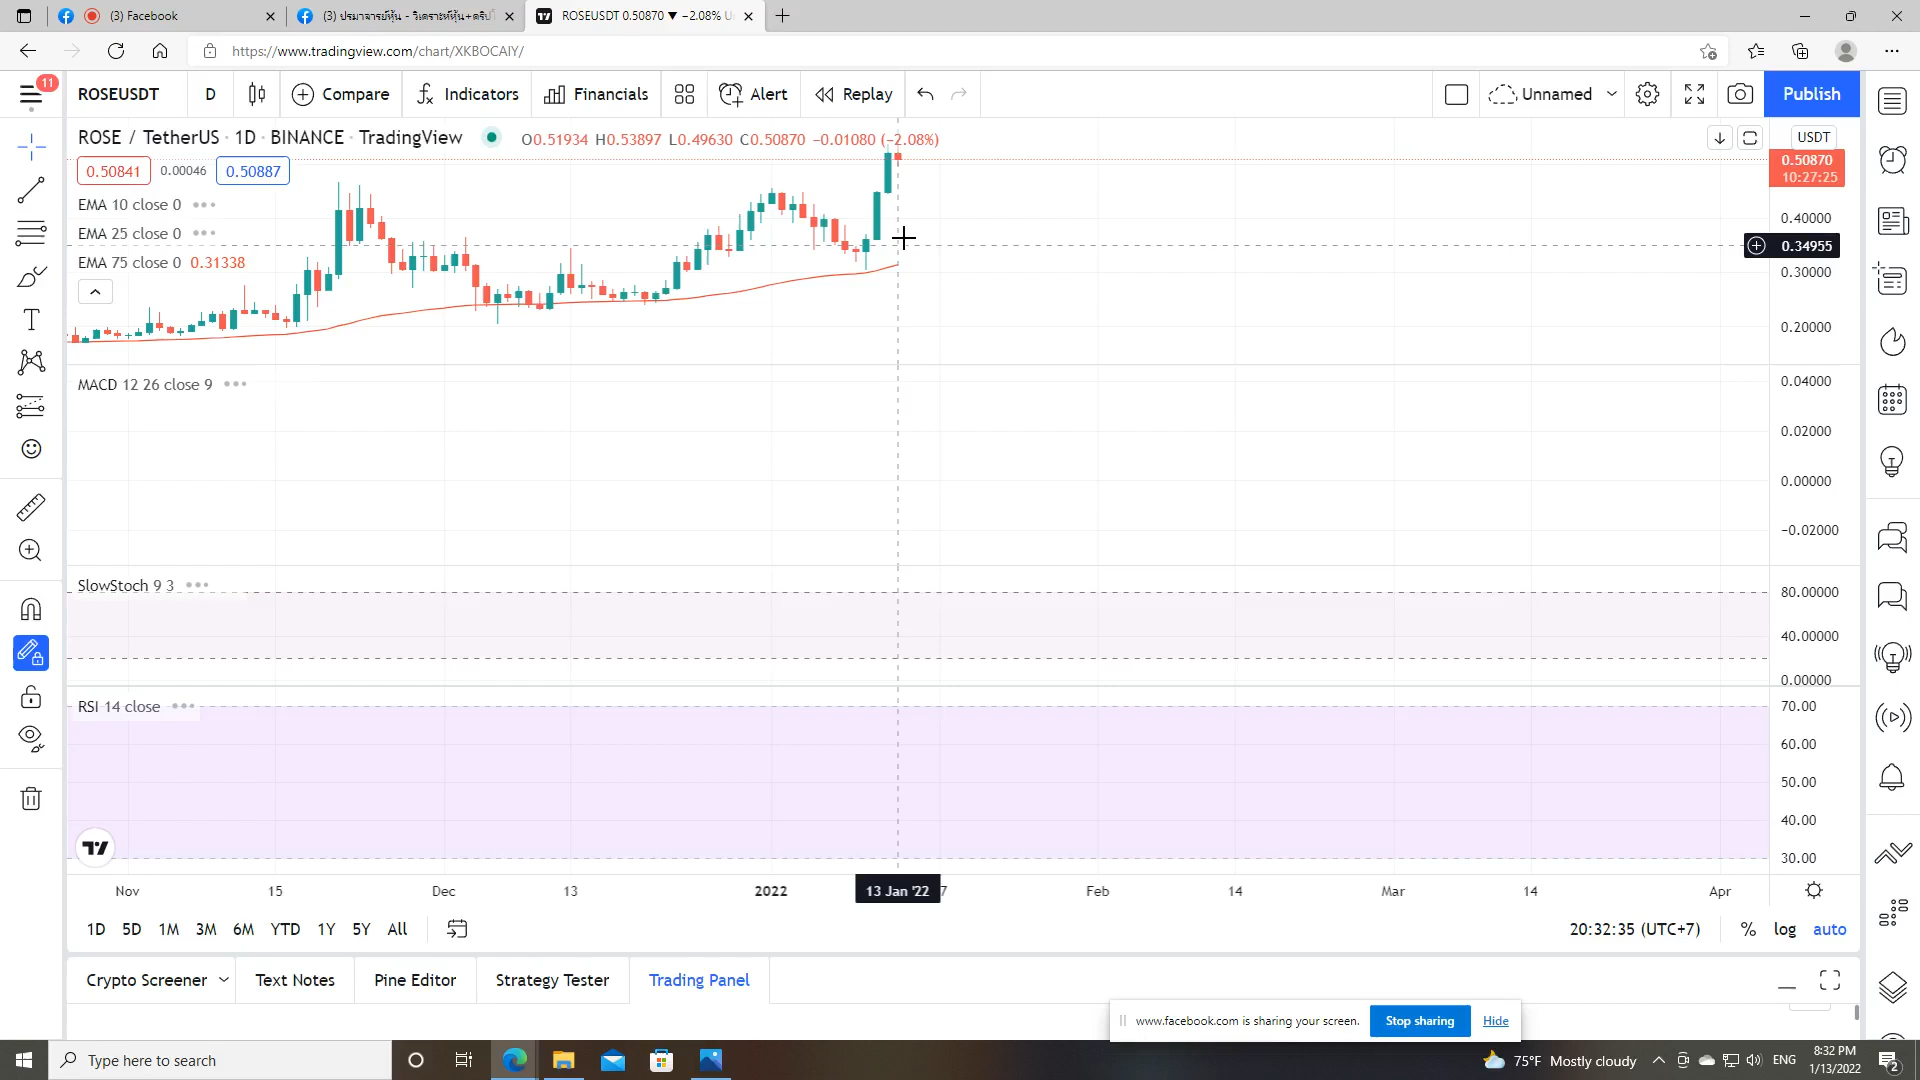 (3) Facebook
(3) ปรมาจารย์หุ้น - วิเคราะห์หุ้น+คริปโ
ROSEUSDT 0.50870 ▼ −2.08% U
https://www.tradingview.com/chart/XKBOCAIY/
11
ROSEUSDT
D
Compare
Indicators
Financials
Alert
Replay
Unnamed
Publish
ROSE / TetherUS · 1D · BINANCE · TradingView
O0.51934 H0.53897 L0.49630 C0.50870 −0.01080 (−2.08%)
USDT
0.50841
0.00046
0.50887
0.50870
10:27:25
EMA 10 close 0
0.40000
EMA 25 close 0
0.34955
EMA 75 close 0 0.31338
0.30000
0.20000
MACD 12 26 close 9
0.04000
0.02000
0.00000
−0.02000
SlowStoch 9 3
80.00000
40.00000
0.00000
RSI 14 close
70.00
60.00
50.00
40.00
30.00
Nov 15 Dec 13 2022 13 Jan '22 7 Feb 14 Mar 14 Apr
1D 5D 1M 3M 6M YTD 1Y 5Y All
20:32:35 (UTC+7)
% log auto
Crypto Screener
Text Notes
Pine Editor
Strategy Tester
Trading Panel
www.facebook.com is sharing your screen.
Stop sharing
Hide
Type here to search
75°F Mostly cloudy
ENG
8:32 PM
1/13/2022
2